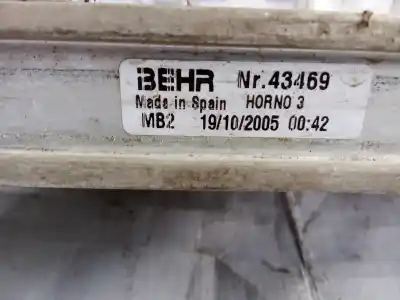 BEHR Nr.43469
Made in Spain HORNO 3
MB2 19/10/2005 00:42